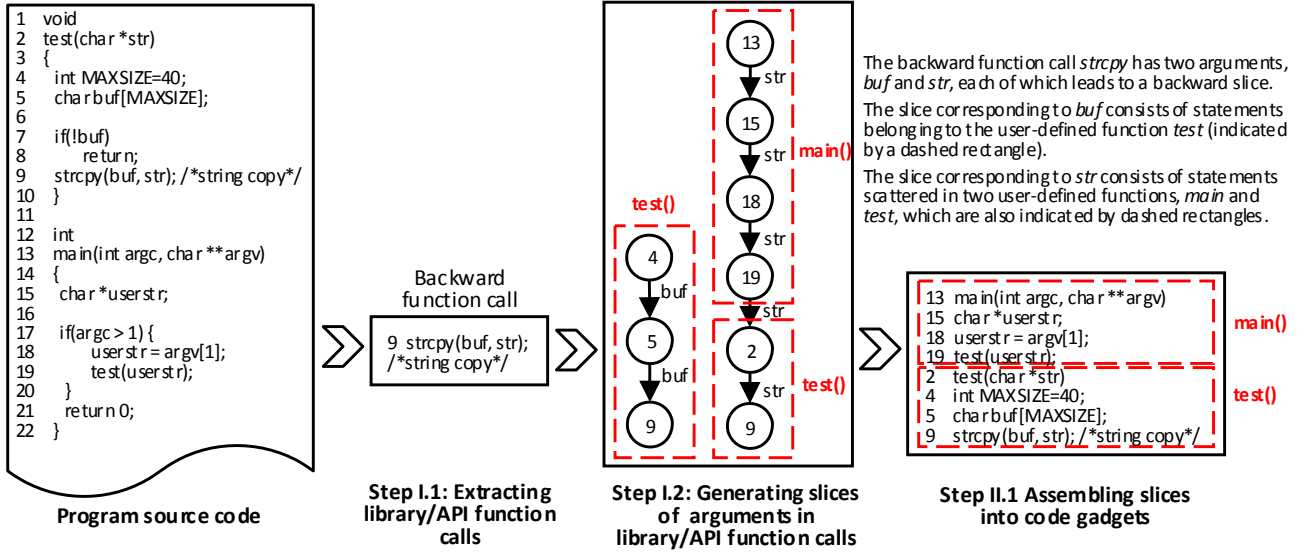 1 void
2 test(char *str)
3 {
4 int MAXSIZE=40;
5 char buf[MAXSIZE];
6
7 if(!buf)
8 return;
9 strcpy(buf, str); /*string copy*/
10 }
11
12 int
13 main(int argc, char **argv)
14 {
15 char *userstr;
16
17 if(argc > 1) {
18 userstr = argv[1];
19 test(userstr);
20 }
21 return 0;
22 }
Program source code
Backward
function call
9 strcpy(buf, str);
/*string copy*/
Step I.1: Extracting
library/API function
calls
test()
4
buf
5
buf
9
13
str
15
str
18
str
19
str
2
str
9
main()
test()
Step I.2: Generating slices
of arguments in
library/API function calls
The backward function call strcpy has two arguments,
buf and str, each of which leads to a backward slice.
The slice corresponding to buf consists of statements
belonging to the user-defined function test (indicated
by a dashed rectangle).
The slice corresponding to str consists of statements
scattered in two user-defined functions, main and
test, which are also indicated by dashed rectangles.
13 main(int argc, char **argv)
15 char *userstr;
18 userstr = argv[1];
19 test(userstr);
main()
2 test(char *str)
4 int MAXSIZE=40;
5 char buf[MAXSIZE];
9 strcpy(buf, str); /*string copy*/
test()
Step II.1 Assembling slices
into code gadgets